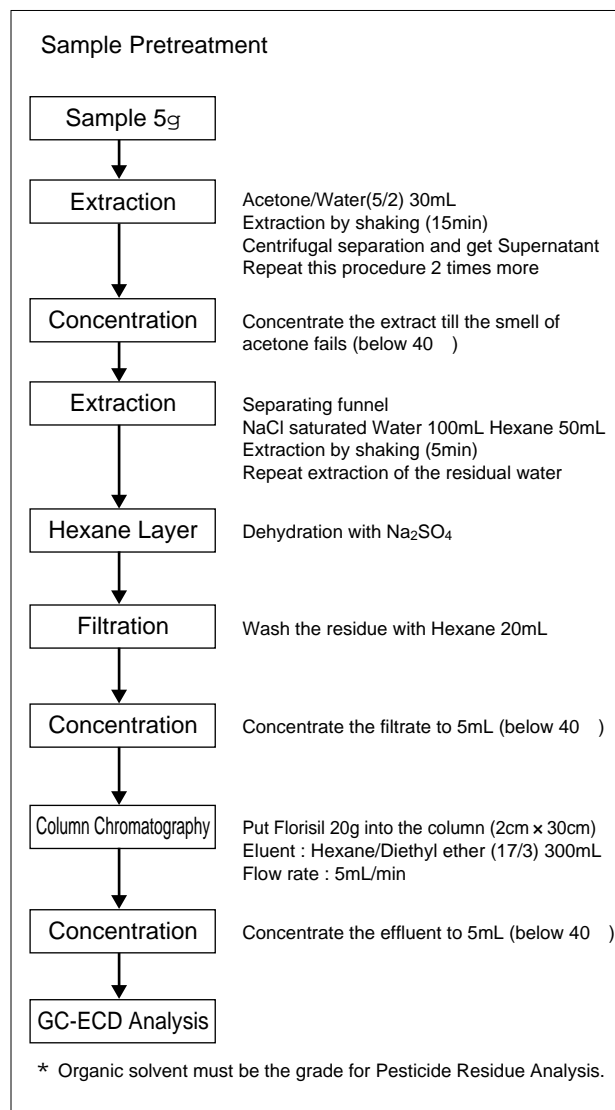 Sample Pretreatment
Sample 5g
Extraction
Acetone/Water(5/2) 30mL
Extraction by shaking (15min)
Centrifugal separation and get Supernatant
Repeat this procedure 2 times more
Concentration
Concentrate the extract till the smell of
acetone fails (below 40   )
Extraction
Separating funnel
NaCl saturated Water 100mL Hexane 50mL
Extraction by shaking (5min)
Repeat extraction of the residual water
Hexane Layer
Dehydration with Na₂SO₄
Filtration
Wash the residue with Hexane 20mL
Concentration
Concentrate the filtrate to 5mL (below 40   )
Column Chromatography
Put Florisil 20g into the column (2cm × 30cm)
Eluent : Hexane/Diethyl ether (17/3) 300mL
Flow rate : 5mL/min
Concentration
Concentrate the effluent to 5mL (below 40   )
GC-ECD Analysis
* Organic solvent must be the grade for Pesticide Residue Analysis.